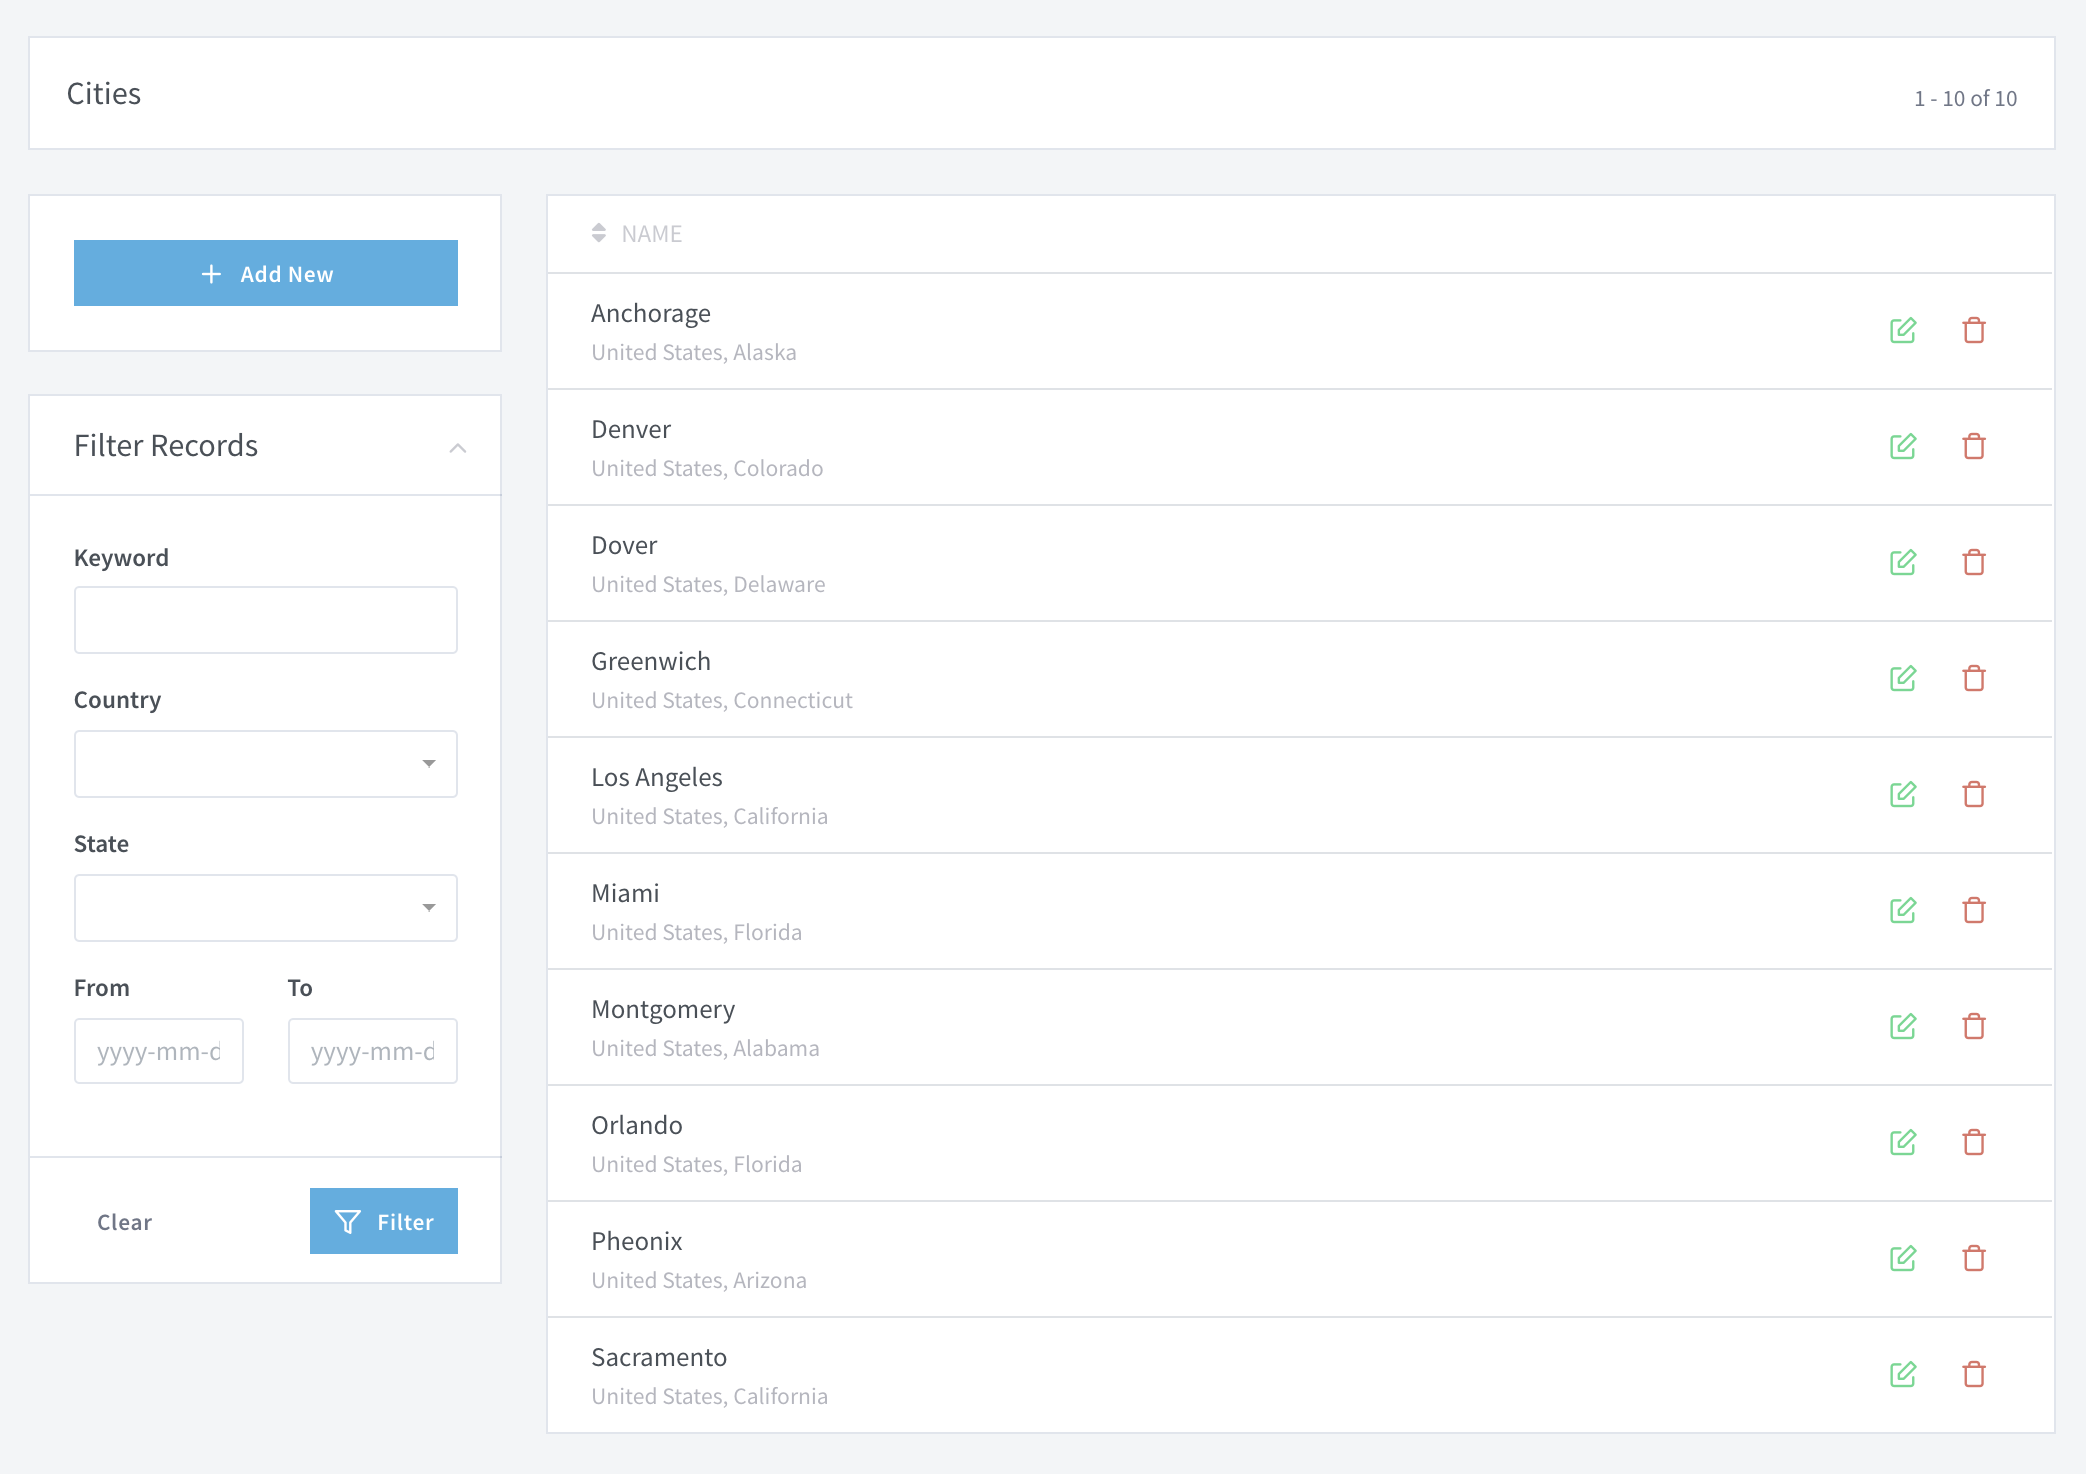 Cities
1 - 10 of 10
Add New
Filter Records
Keyword
Country
State
From To
yyyy-mm-d yyyy-mm-d
Clear Filter
NAME
Anchorage
United States, Alaska
Denver
United States, Colorado
Dover
United States, Delaware
Greenwich
United States, Connecticut
Los Angeles
United States, California
Miami
United States, Florida
Montgomery
United States, Alabama
Orlando
United States, Florida
Pheonix
United States, Arizona
Sacramento
United States, California